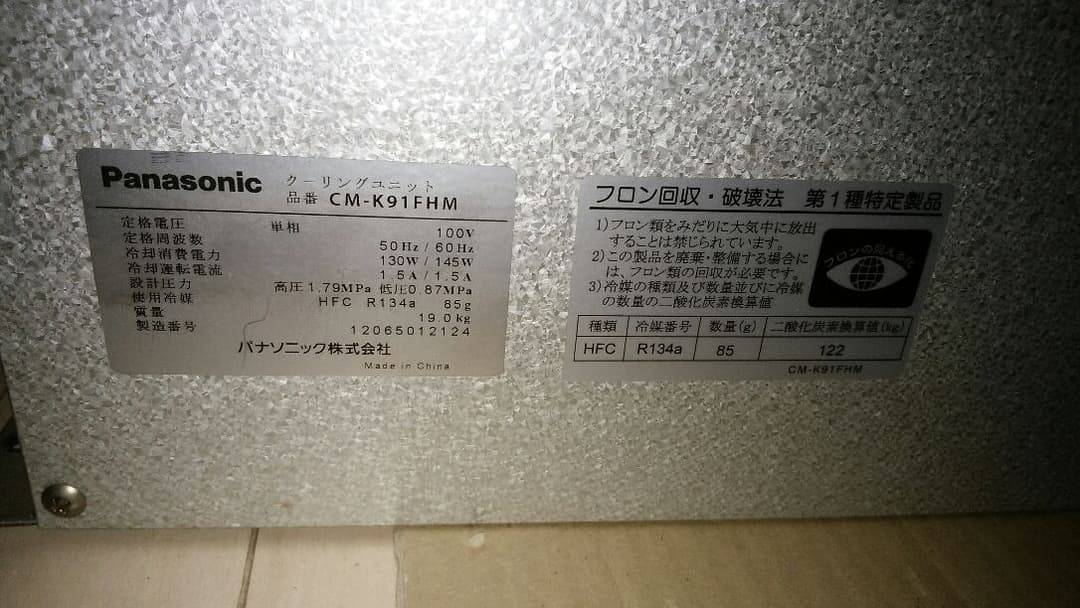 Panasonic クーリングユニット
品番 CM-K91FHM
定格電圧 単相 100V
定格周波数 50Hz / 60Hz
冷却消費電力 130W / 145W
冷却運転電流 1.5A / 1.5A
設計圧力 高圧 1.79MPa 低圧 0.87MPa
使用冷媒 HFC R134a 85g
質量 19.0kg
製造番号 12065012124
パナソニック株式会社
Made in China
フロン回収・破壊法 第1種特定製品
1)フロン類をみだりに大気中に放出
することは禁じられています。
2)この製品を廃棄・整備する場合に
は、フロン類の回収が必要です。
3)冷媒の種類及び数量並びに冷媒
の数量の二酸化炭素換算値
フロンの見える化
種類 冷媒番号 数量(g) 二酸化炭素換算値(kg)
HFC R134a 85 122
CM-K91FHM